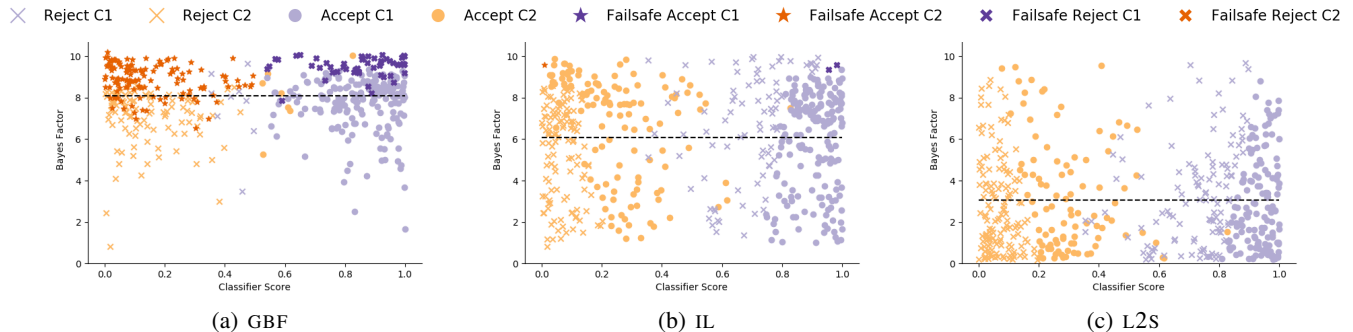 Reject C1 Reject C2 Accept C1 Accept C2 Failsafe Accept C1 Failsafe Accept C2 Failsafe Reject C1 Failsafe Reject C2
10
8
6
4
2
0
Bayes Factor
0.0 0.2 0.4 0.6 0.8 1.0
Classifier Score
(a) GBF
10
8
6
4
2
0
Bayes Factor
0.0 0.2 0.4 0.6 0.8 1.0
Classifier Score
(b) IL
10
8
6
4
2
0
Bayes Factor
0.0 0.2 0.4 0.6 0.8 1.0
Classifier Score
(c) L2S